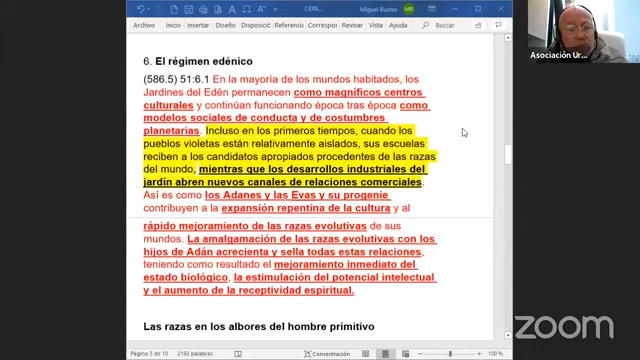 CEPA...
Miguel Bustos
MB
Archivo Inicio Insertar Dibujar Diseño Disposició Referencia Correspo Revisar Vista Ayuda
6. El régimen edénico
(586.5) 51:6.1 En la mayoría de los mundos habitados, los
Jardines del Edén permanecen como magníficos centros
culturales y continúan funcionando época tras época como
modelos sociales de conducta y de costumbres
planetarias. Incluso en los primeros tiempos, cuando los
pueblos violetas están relativamente aislados, sus escuelas
reciben a los candidatos apropiados procedentes de las razas
del mundo, mientras que los desarrollos industriales del
jardín abren nuevos canales de relaciones comerciales.
Así es como los Adanes y las Evas y su progenie
contribuyen a la expansión repentina de la cultura y al
rápido mejoramiento de las razas evolutivas de sus
mundos. La amalgamación de las razas evolutivas con los
hijos de Adán acrecienta y sella todas estas relaciones,
teniendo como resultado el mejoramiento inmediato del
estado biológico, la estimulación del potencial intelectual
y el aumento de la receptividad espiritual.
Las razas en los albores del hombre primitivo
Página 3 de 10 2192 palabras Concentración 100 %
Asociación Ur...
zoom